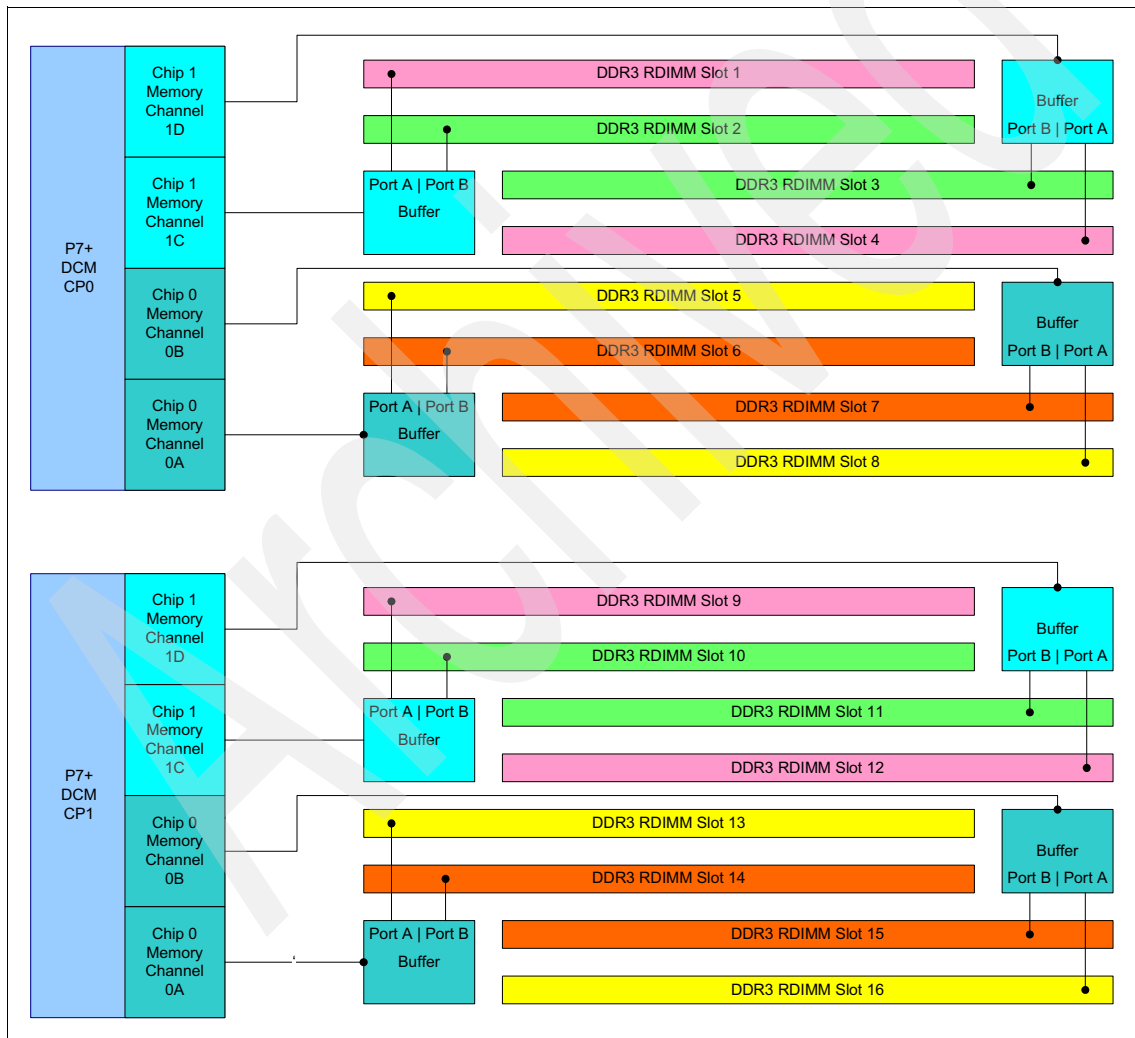 Chip 1
Memory
Channel
1D
DDR3 RDIMM Slot 1
Buffer
Port B | Port A
DDR3 RDIMM Slot 2
Chip 1
Memory
Channel
1C
Port A | Port B
Buffer
DDR3 RDIMM Slot 3
DDR3 RDIMM Slot 4
P7+
DCM
CP0
Chip 0
Memory
Channel
0B
DDR3 RDIMM Slot 5
Buffer
Port B | Port A
DDR3 RDIMM Slot 6
Chip 0
Memory
Channel
0A
Port A | Port B
Buffer
DDR3 RDIMM Slot 7
DDR3 RDIMM Slot 8
Chip 1
Memory
Channel
1D
DDR3 RDIMM Slot 9
Buffer
Port B | Port A
DDR3 RDIMM Slot 10
Chip 1
Memory
Channel
1C
Port A | Port B
Buffer
DDR3 RDIMM Slot 11
DDR3 RDIMM Slot 12
P7+
DCM
CP1
Chip 0
Memory
Channel
0B
DDR3 RDIMM Slot 13
Buffer
Port B | Port A
DDR3 RDIMM Slot 14
Chip 0
Memory
Channel
0A
Port A | Port B
Buffer
DDR3 RDIMM Slot 15
DDR3 RDIMM Slot 16
Archived